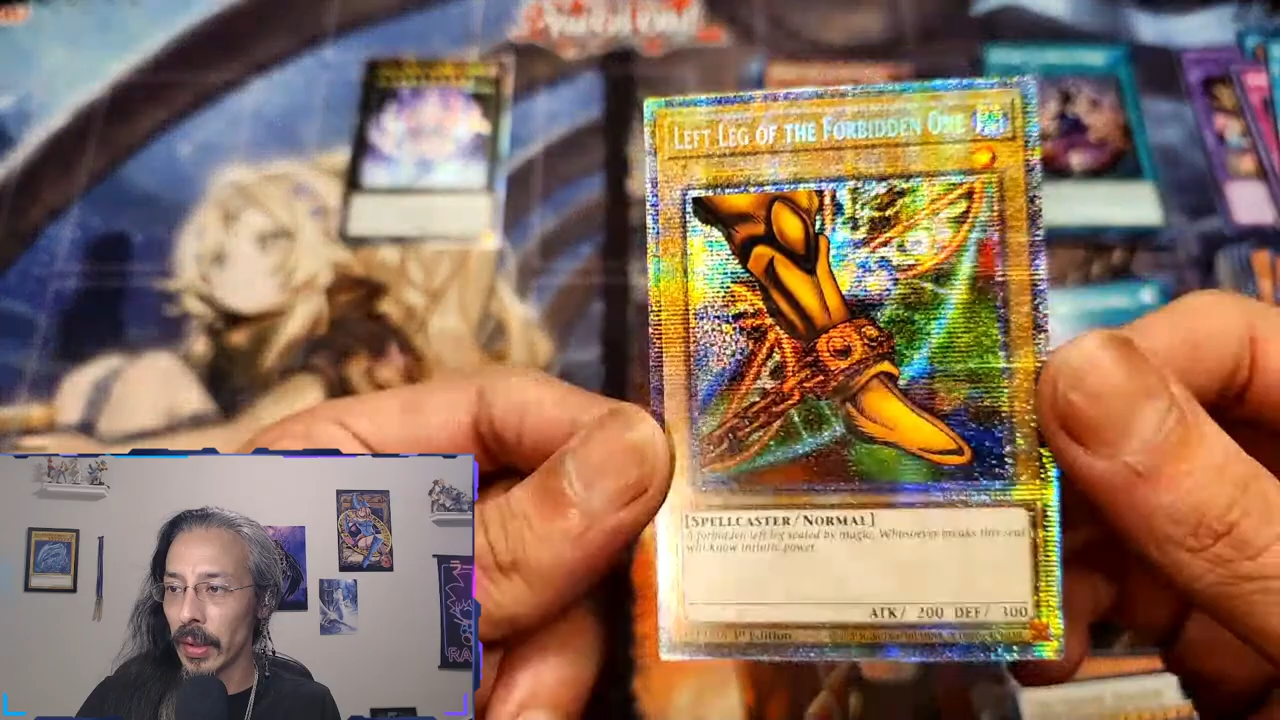 LEFT LEG OF THE FORBIDDEN ONE
[SPELLCASTER/NORMAL]
A forbidden left leg sealed by magic. Whosoever breaks this seal
will know infinite power.
ATK/ 200 DEF/ 300
Edition
RA